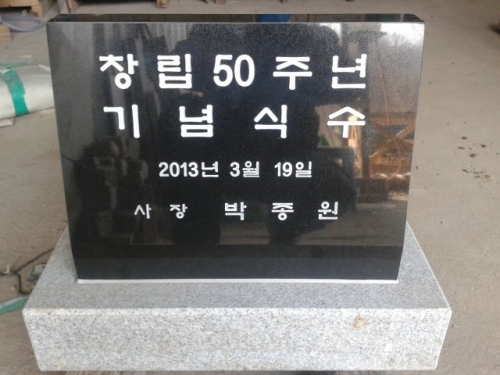 창립 50 주년
기념식수
2013년 3월 19일
사장 박종원